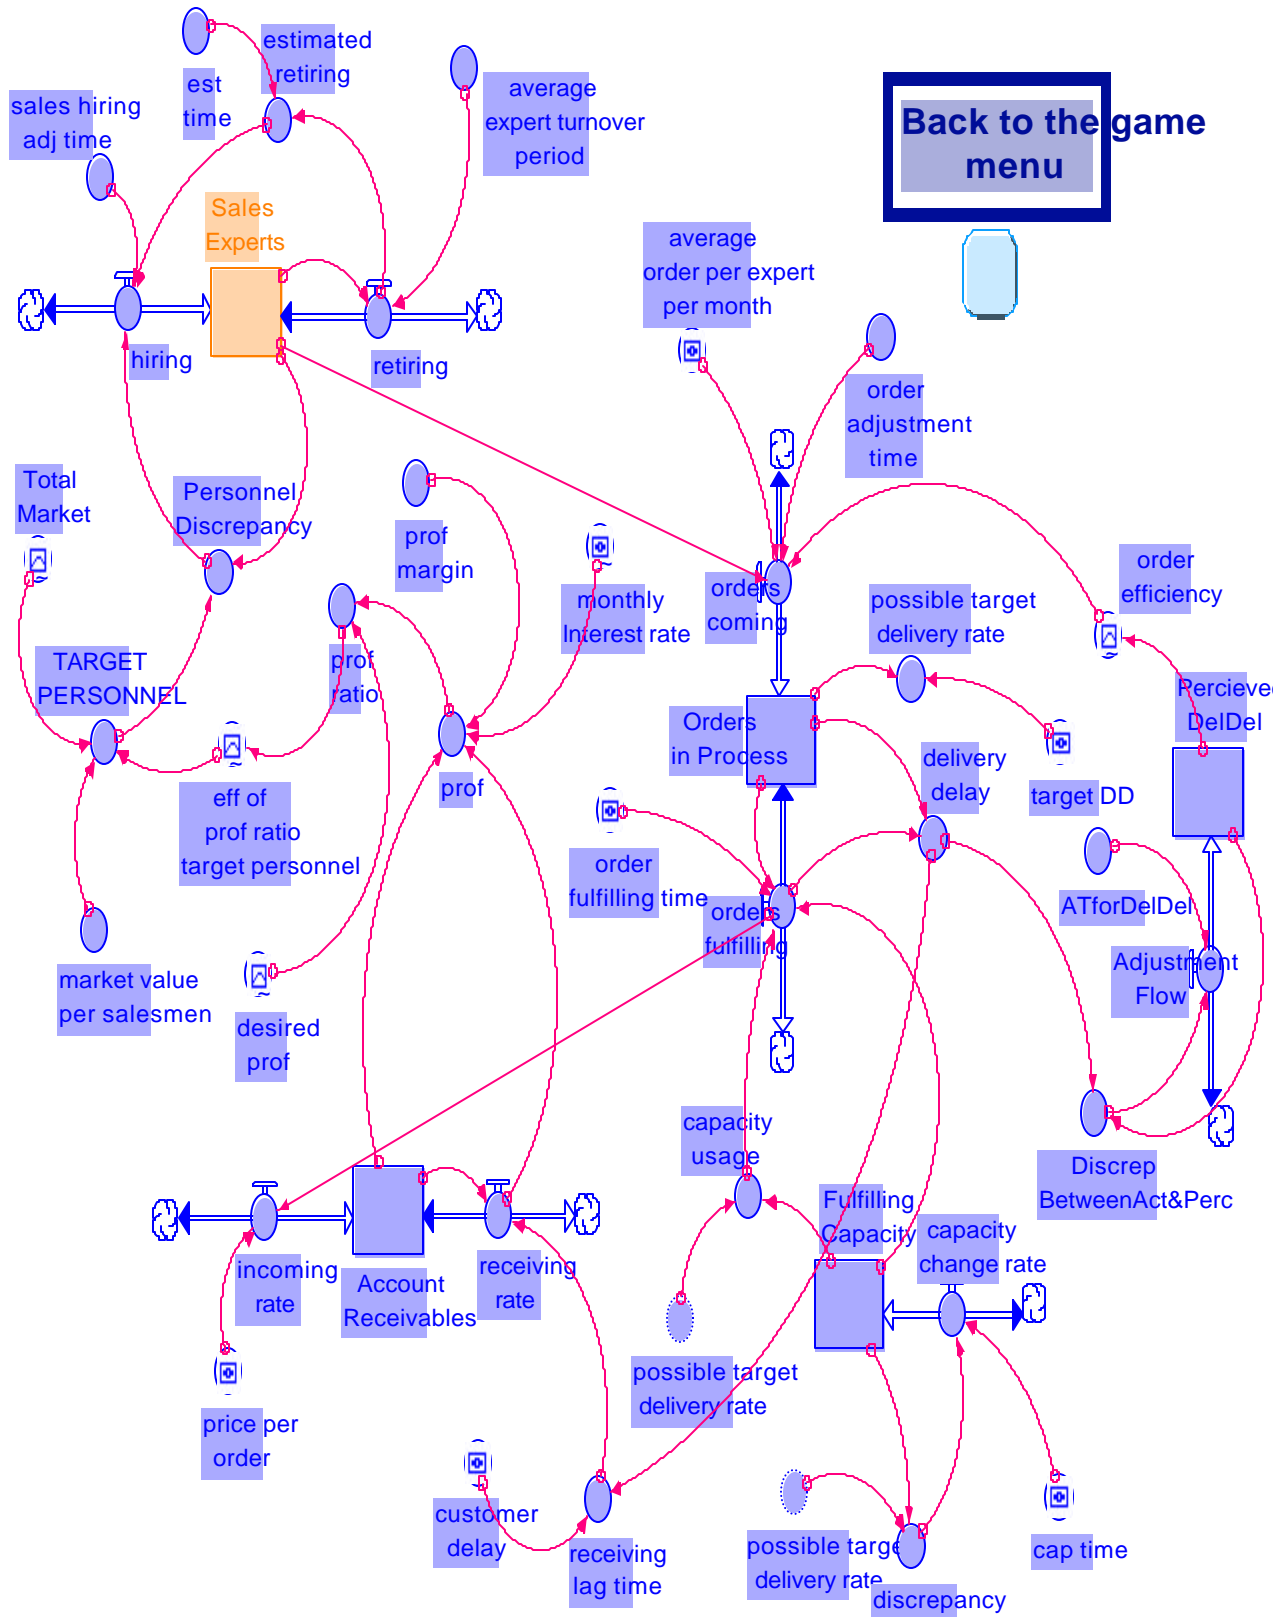 est
time
estimated
retiring
average
expert turnover
period
sales hiring
adj time
Back to the game
menu
Sales
Experts
average
order per expert
per month
hiring
retiring
order
adjustment
time
Total
Market
Personnel
Discrepancy
prof
margin
monthly
Interest rate
orders
coming
possible target
delivery rate
order
efficiency
TARGET
PERSONNEL
prof
ratio
Percieved
DelDel
Orders
in Process
delivery
delay
target DD
prof
eff of
prof ratio
target personnel
order
fulfilling time
orders
fulfilling
ATforDelDel
Adjustment
Flow
market value
per salesmen
desired
prof
capacity
usage
Discrep
BetweenAct&Perc
Fulfilling
Capacity
capacity
change rate
incoming
rate
Account
Receivables
receiving
rate
possible target
delivery rate
price per
order
customer
delay
receiving
lag time
possible targe
delivery rate
discrepancy
cap time